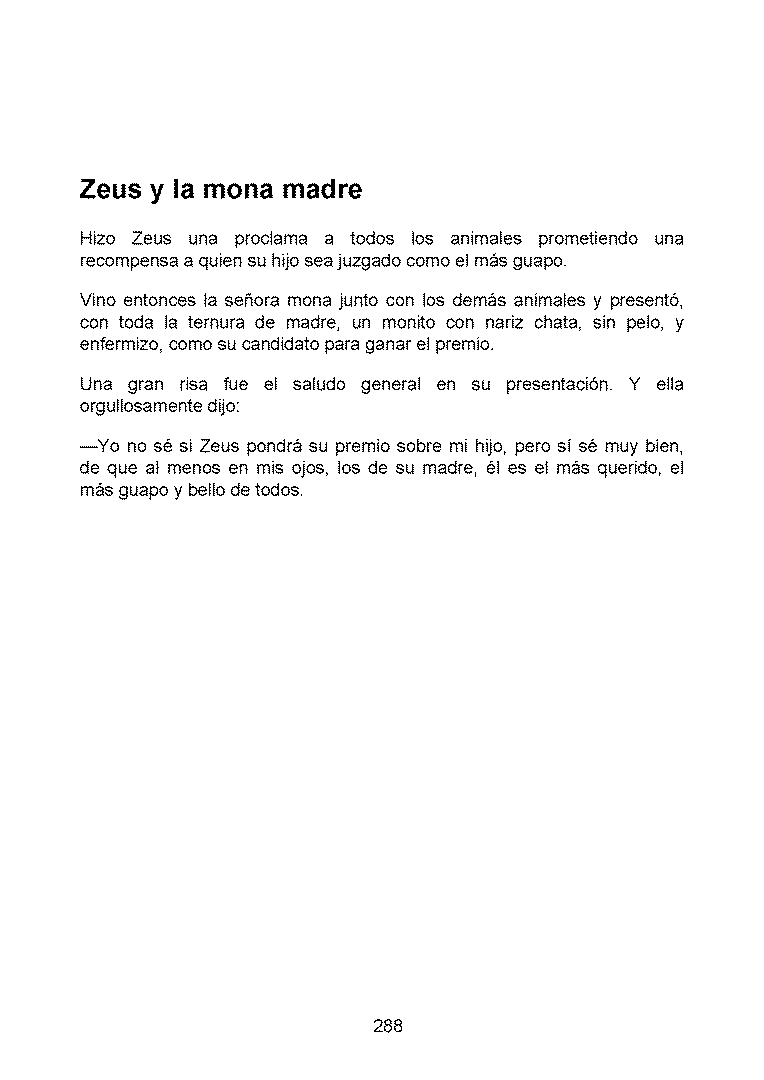 Zeus y la mona madre
Hizo Zeus una proclama a todos los animales prometiendo una
recompensa a quien su hijo sea juzgado como el más guapo.
Vino entonces la señora mona junto con los demás animales y presentó,
con toda la ternura de madre, un monito con nariz chata, sin pelo, y
enfermizo, como su candidato para ganar el premio.
Una gran risa fue el saludo general en su presentación. Y ella
orgullosamente dijo:
—Yo no sé si Zeus pondrá su premio sobre mi hijo, pero sí sé muy bien,
de que al menos en mis ojos, los de su madre, él es el más querido, el
más guapo y bello de todos.
288